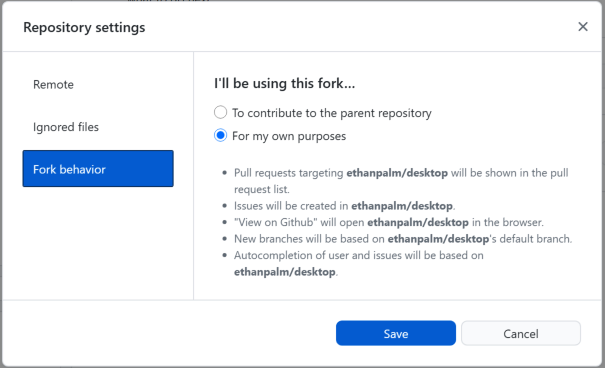 Repository settings
Remote
Ignored files
Fork behavior
I'll be using this fork...
To contribute to the parent repository
For my own purposes
Pull requests targeting ethanpalm/desktop will be shown in the pull
request list.
Issues will be created in ethanpalm/desktop.
"View on Github" will open ethanpalm/desktop in the browser.
New branches will be based on ethanpalm/desktop's default branch.
Autocompletion of user and issues will be based on
ethanpalm/desktop.
Save
Cancel